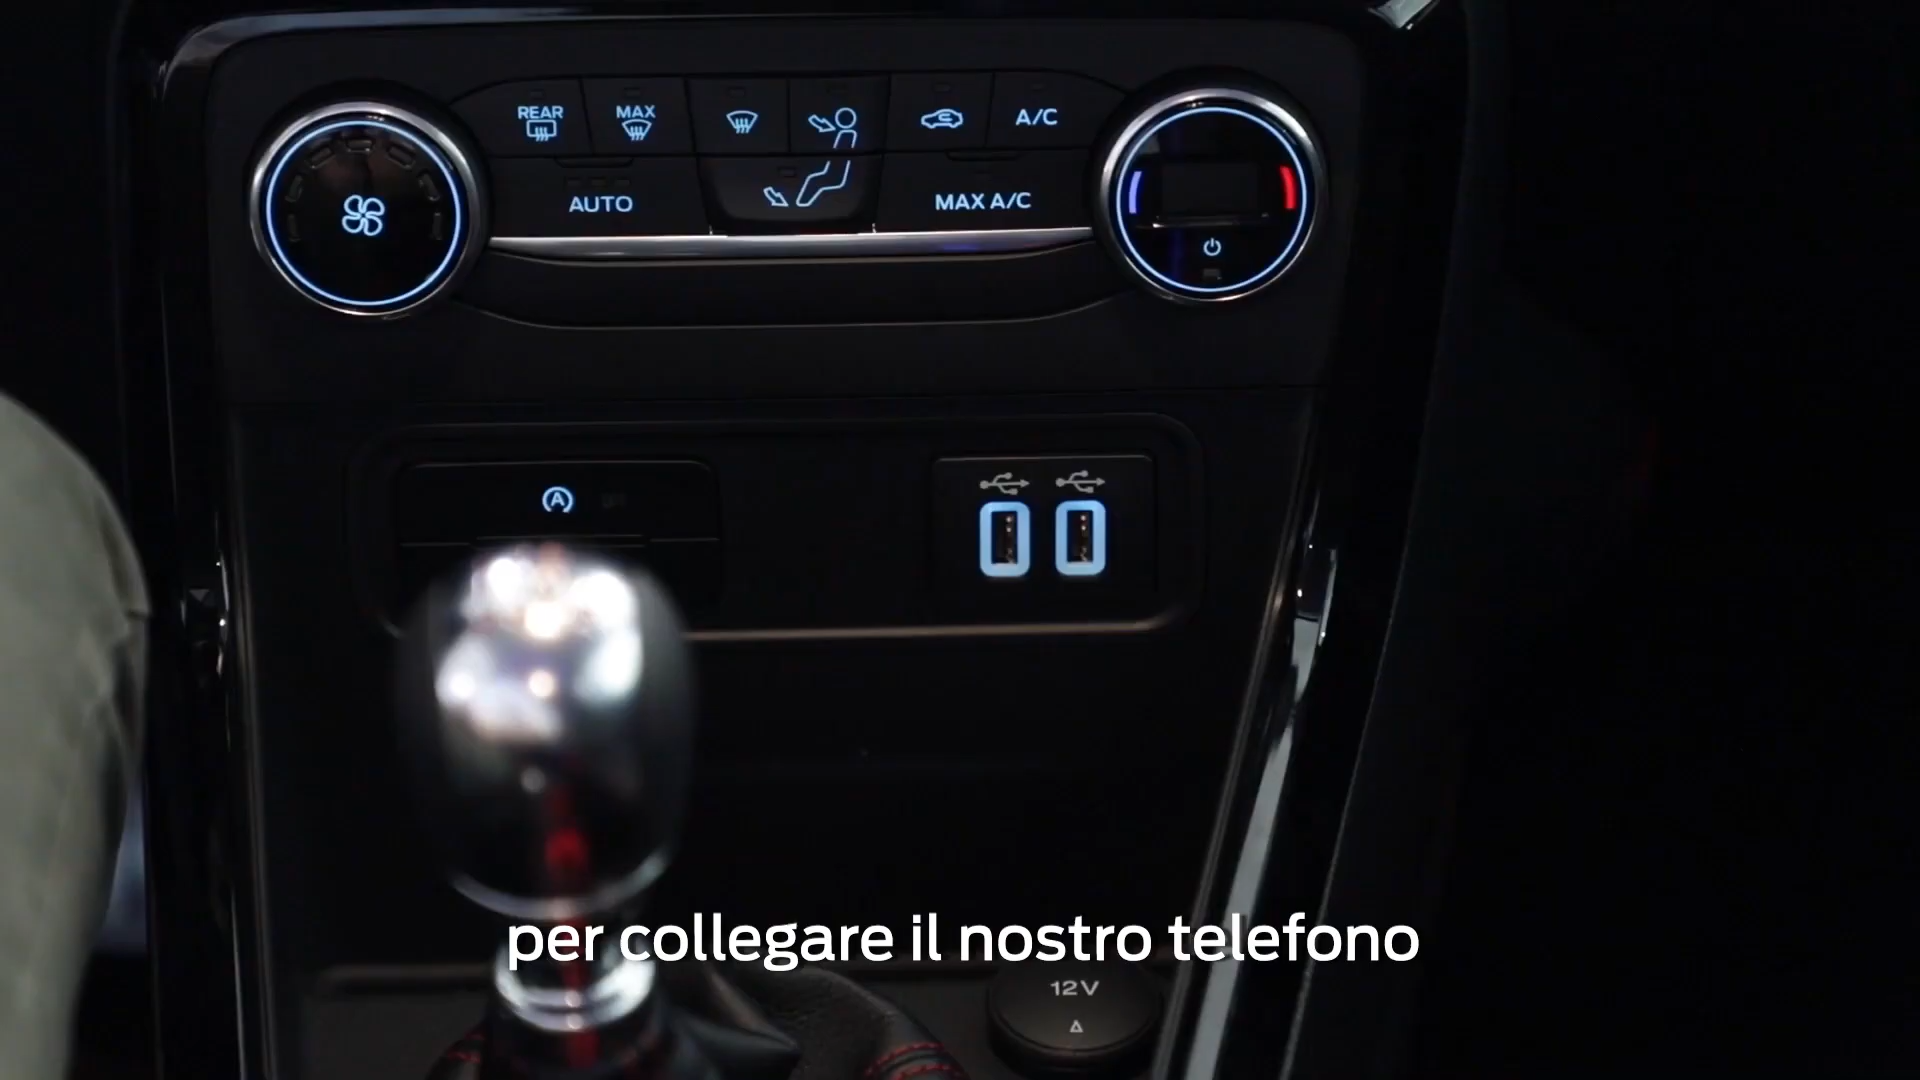 REAR
MAX
A/C
AUTO
MAX A/C
A
per collegare il nostro telefono
12V